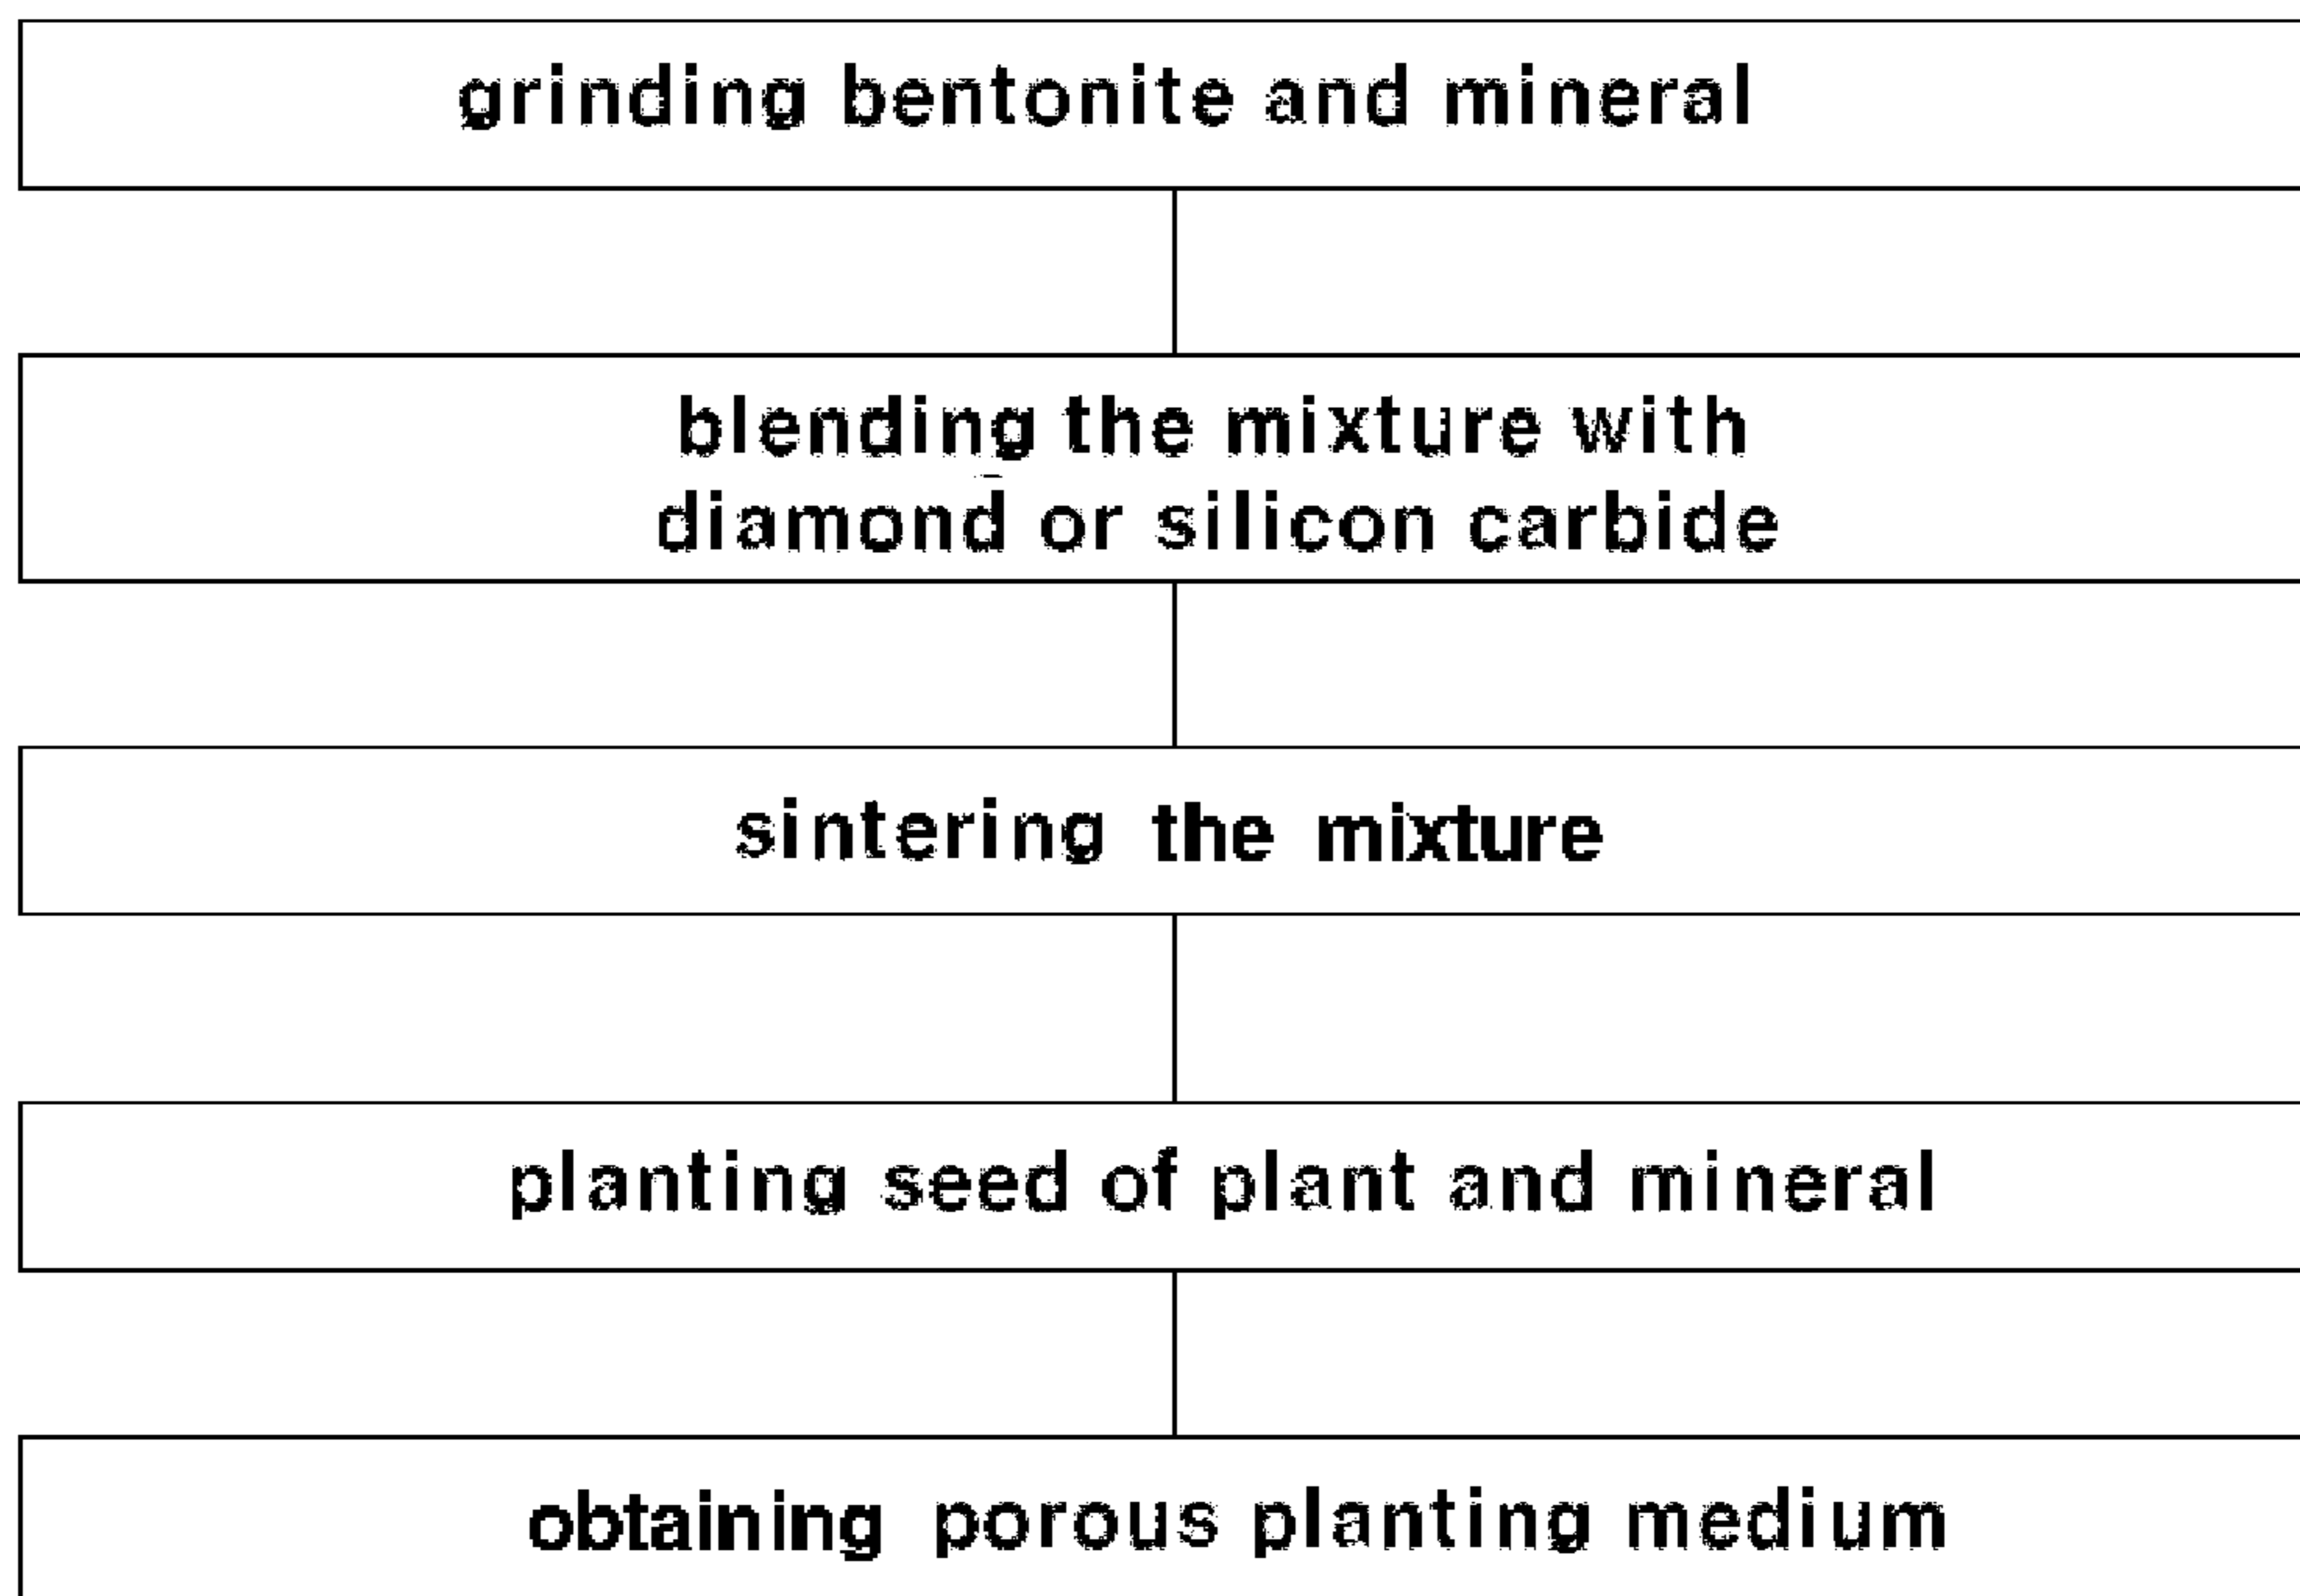 grinding bentonite and mineral
blending the mixture with
diamond or silicon carbide
sintering the mixture
planting seed of plant and mineral
obtaining porous planting medium